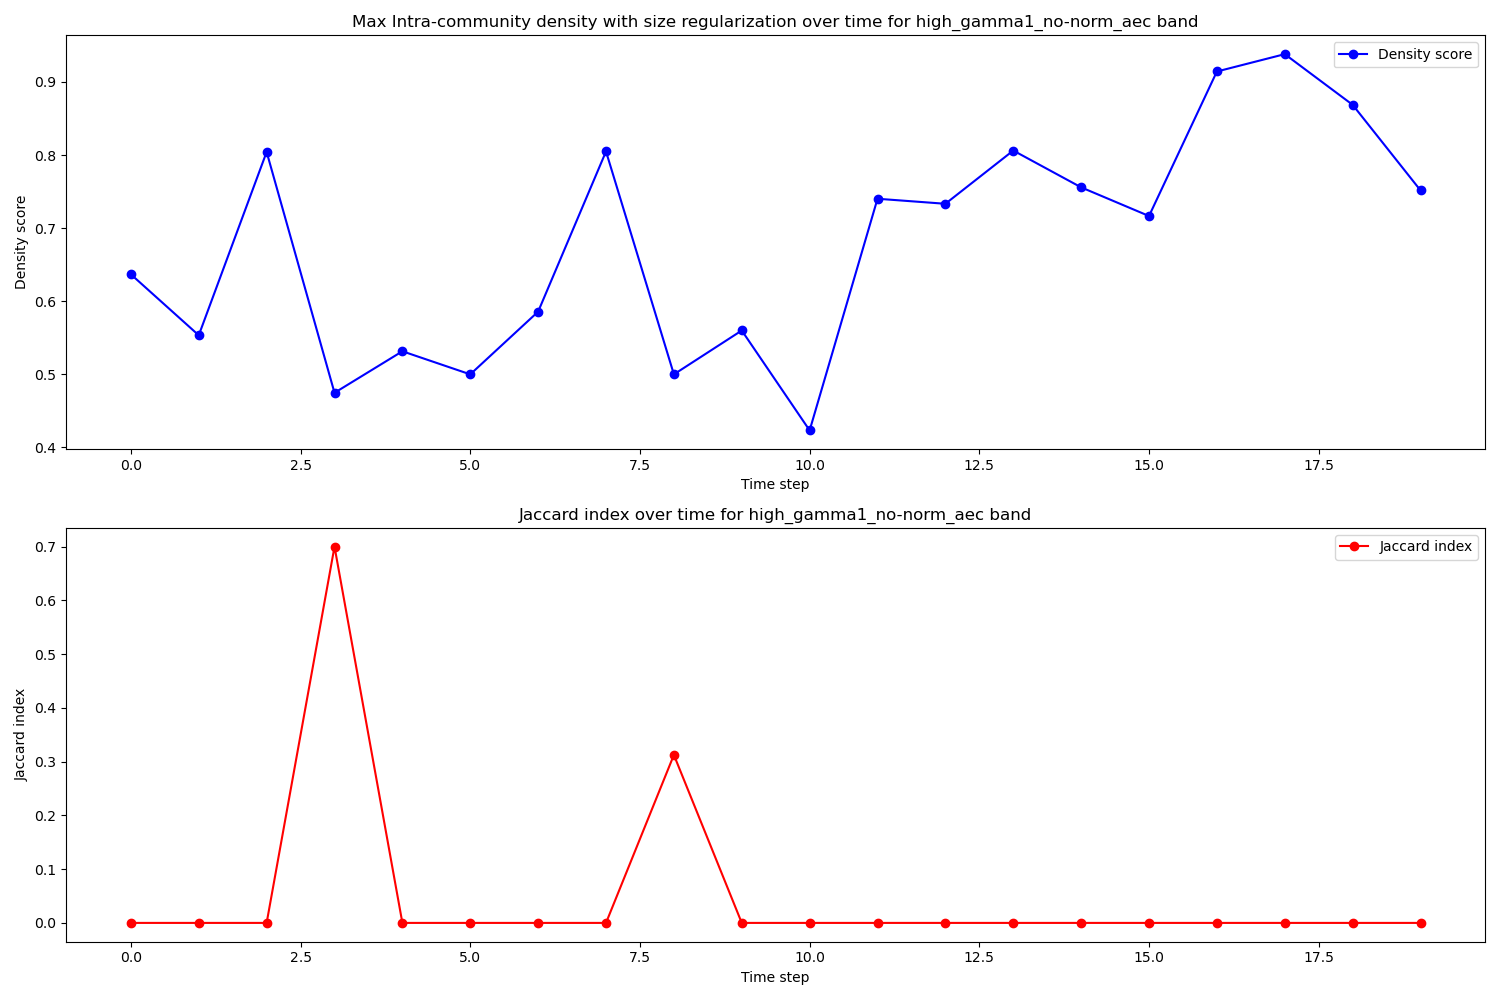 Max Intra-community density with size regularization over time for high_gamma1_no-norm_aec band
Density score
Density score
0.9
0.8
0.7
0.6
0.5
0.4
0.0 2.5 5.0 7.5 10.0 12.5 15.0 17.5
Time step
Jaccard index over time for high_gamma1_no-norm_aec band
Jaccard index
Jaccard index
0.7
0.6
0.5
0.4
0.3
0.2
0.1
0.0
0.0 2.5 5.0 7.5 10.0 12.5 15.0 17.5
Time step